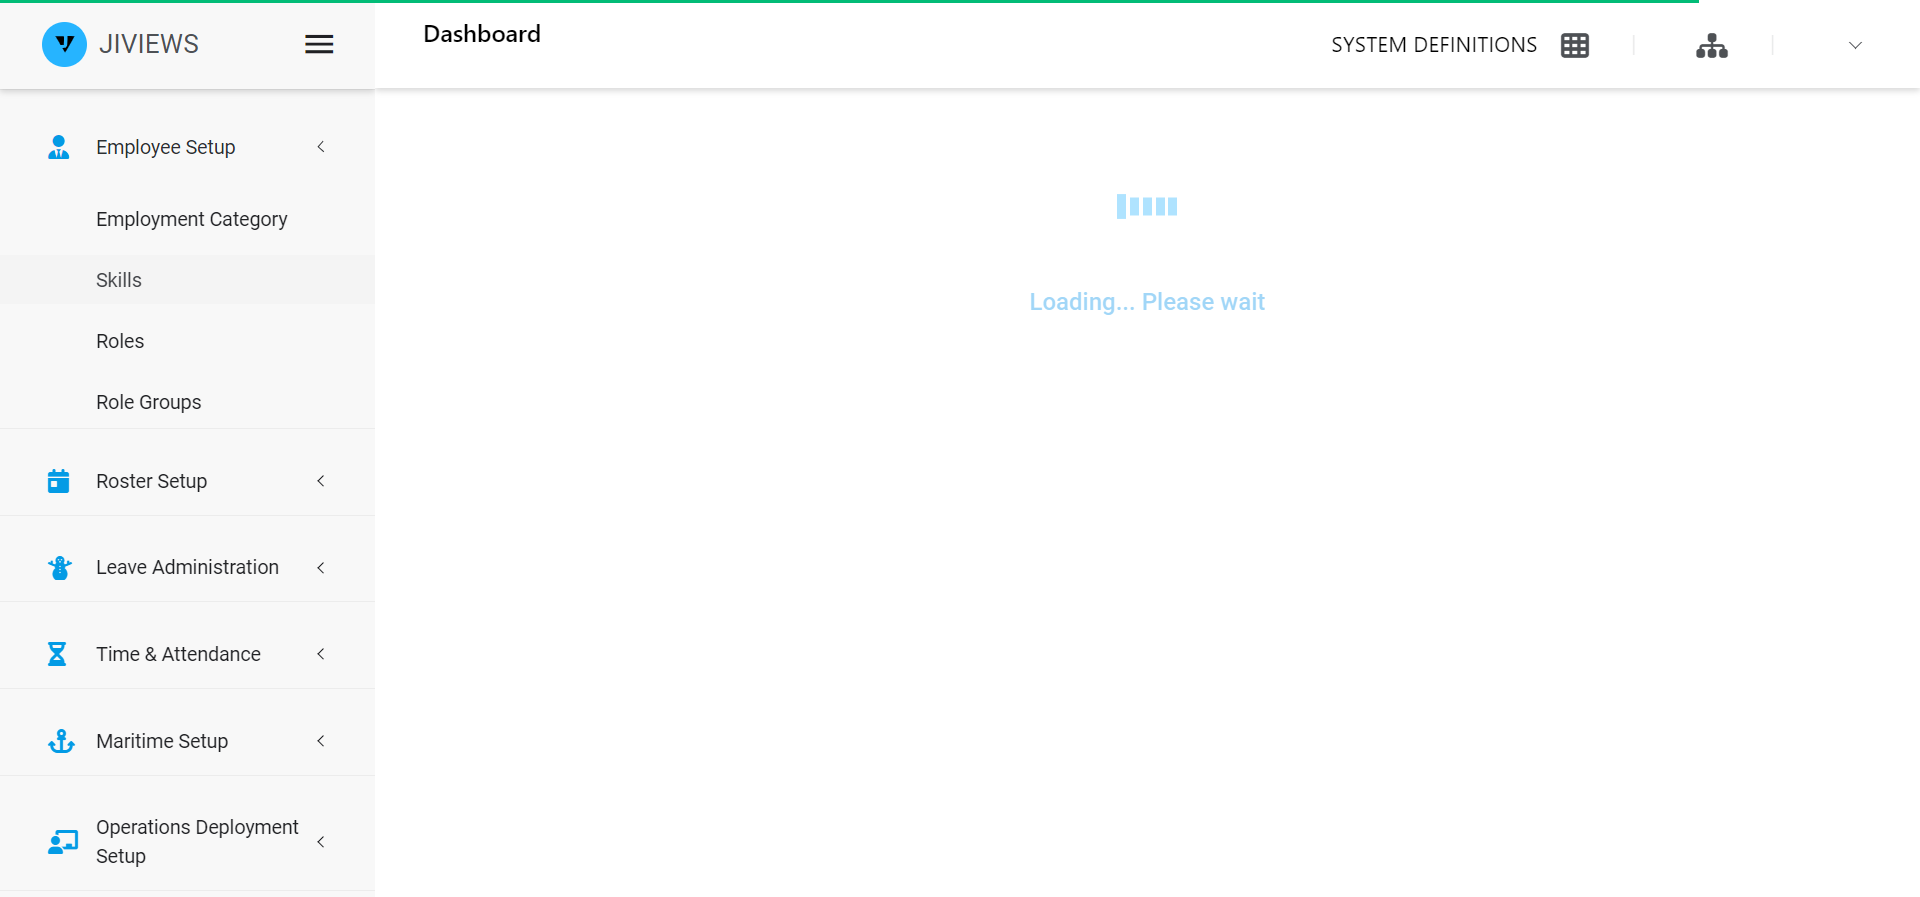 JIVIEWS
Dashboard
SYSTEM DEFINITIONS
Employee Setup
Employment Category
Skills
Roles
Role Groups
Roster Setup
Leave Administration
Time & Attendance
Maritime Setup
Operations Deployment
Setup
Loading... Please wait